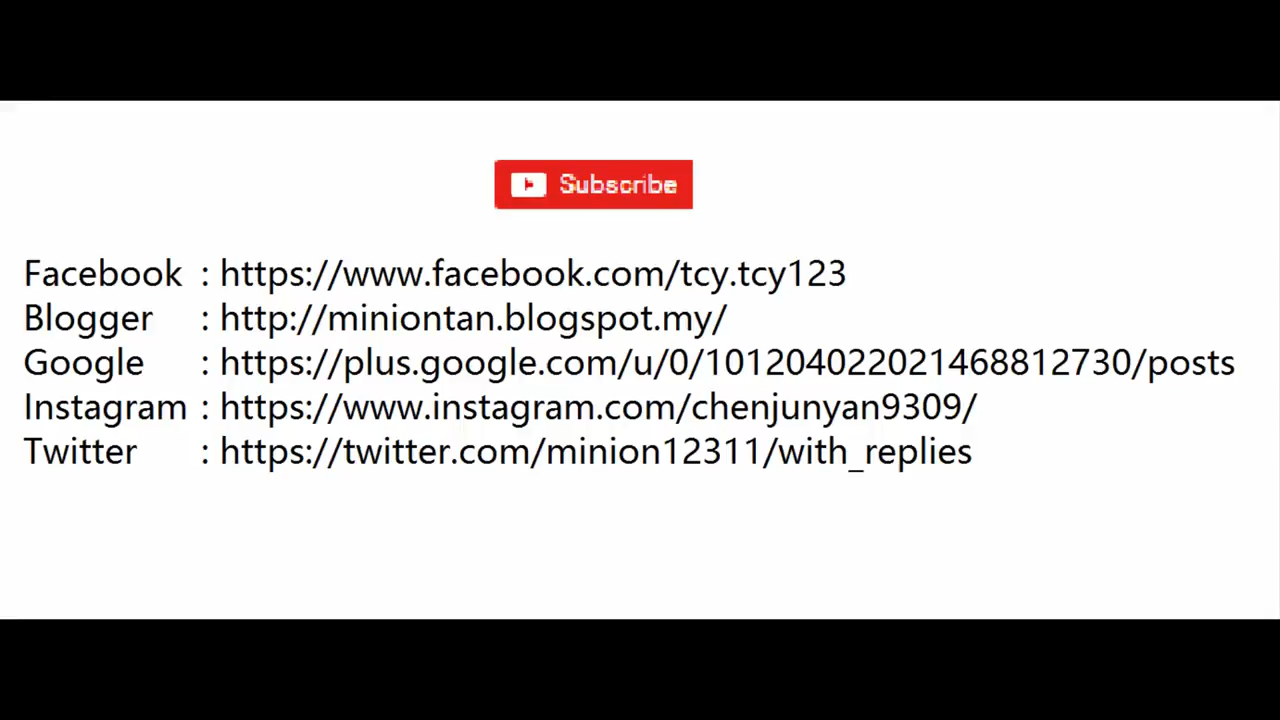 Subscribe
Facebook : https://www.facebook.com/tcy.tcy123
Blogger : http://miniontan.blogspot.my/
Google : https://plus.google.com/u/0/101204022021468812730/posts
Instagram : https://www.instagram.com/chenjunyan9309/
Twitter : https://twitter.com/minion12311/with_replies